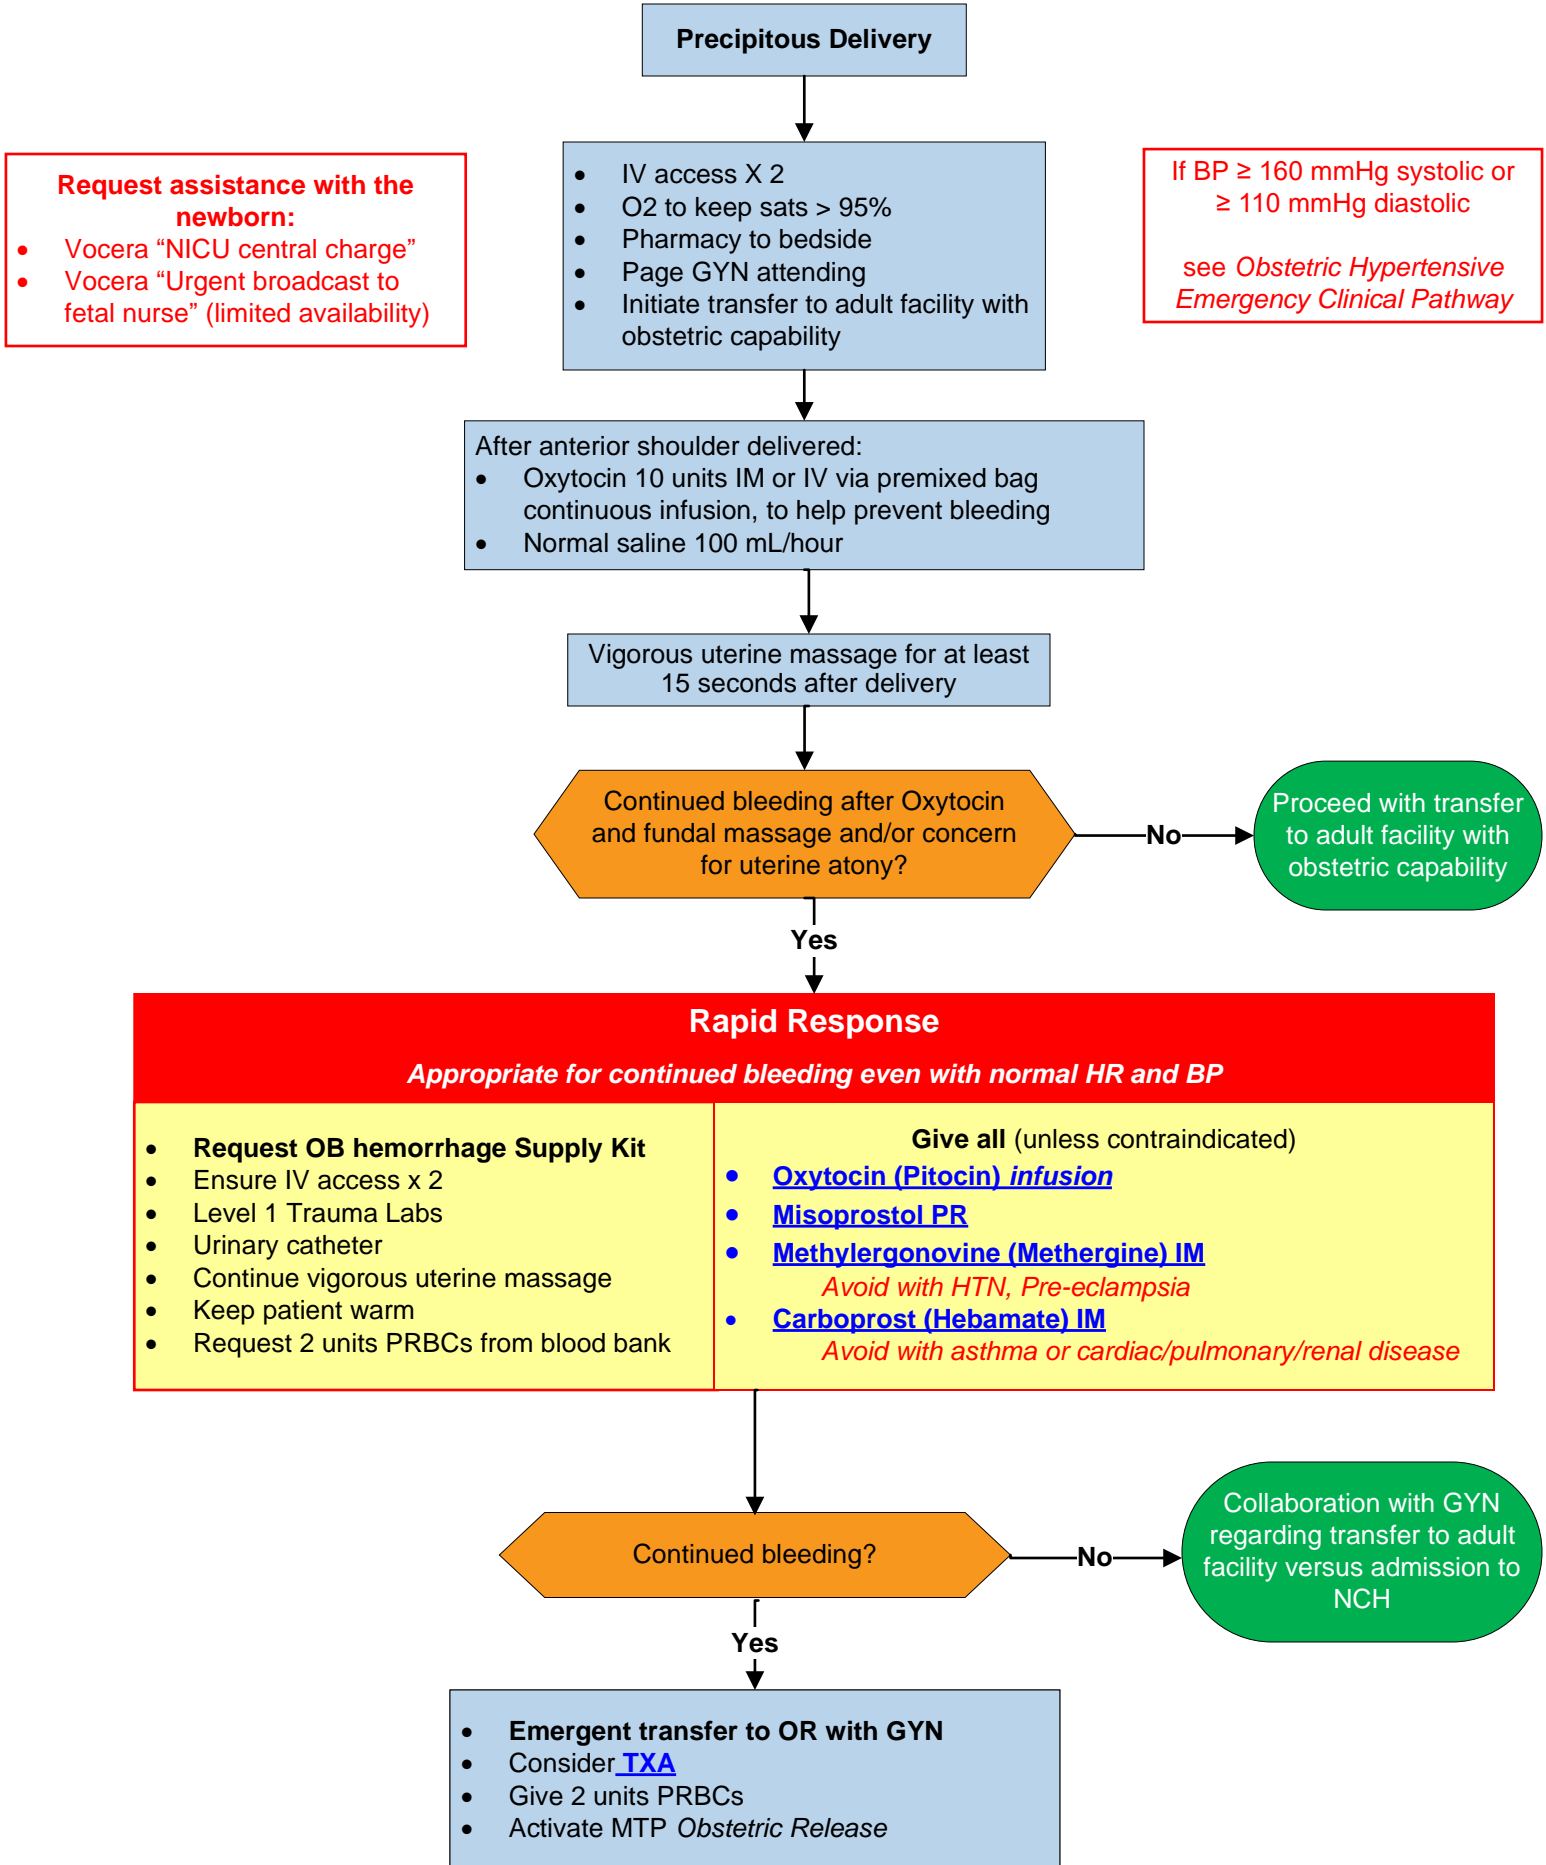 Precipitous Delivery
Request assistance with the
newborn:
• Vocera “NICU central charge”
• Vocera “Urgent broadcast to
fetal nurse” (limited availability)
• IV access X 2
• O2 to keep sats > 95%
• Pharmacy to bedside
• Page GYN attending
• Initiate transfer to adult facility with
obstetric capability
If BP ≥ 160 mmHg systolic or
≥ 110 mmHg diastolic
see Obstetric Hypertensive
Emergency Clinical Pathway
After anterior shoulder delivered:
• Oxytocin 10 units IM or IV via premixed bag
continuous infusion, to help prevent bleeding
• Normal saline 100 mL/hour
Vigorous uterine massage for at least
15 seconds after delivery
Continued bleeding after Oxytocin
and fundal massage and/or concern
for uterine atony?
No
Proceed with transfer
to adult facility with
obstetric capability
Yes
Rapid Response
Appropriate for continued bleeding even with normal HR and BP
• Request OB hemorrhage Supply Kit
• Ensure IV access x 2
• Level 1 Trauma Labs
• Urinary catheter
• Continue vigorous uterine massage
• Keep patient warm
• Request 2 units PRBCs from blood bank
Give all (unless contraindicated)
• Oxytocin (Pitocin) infusion
• Misoprostol PR
• Methylergonovine (Methergine) IM
Avoid with HTN, Pre-eclampsia
• Carboprost (Hebamate) IM
Avoid with asthma or cardiac/pulmonary/renal disease
Continued bleeding?
No
Collaboration with GYN
regarding transfer to adult
facility versus admission to
NCH
Yes
• Emergent transfer to OR with GYN
• Consider TXA
• Give 2 units PRBCs
• Activate MTP Obstetric Release